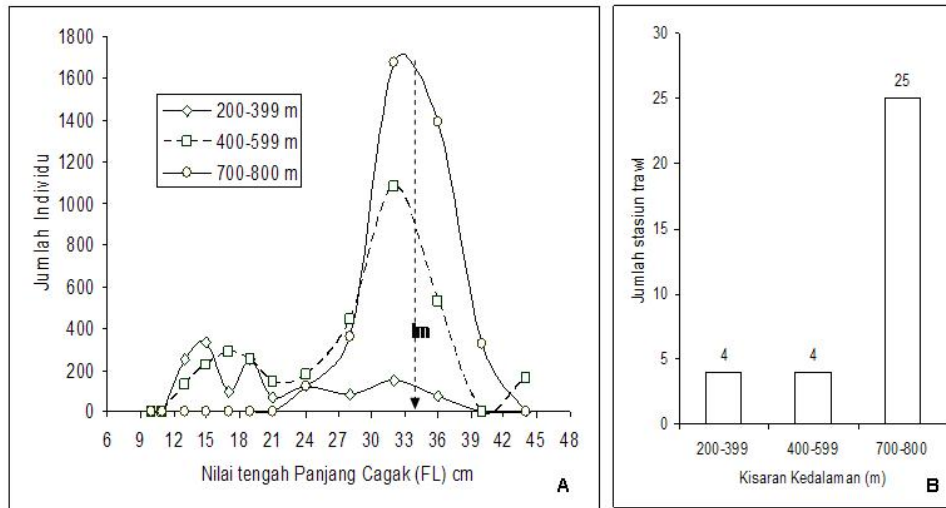 Jumlah Individu
1800
1600
1400
1200
1000
800
600
400
200
0
200-399 m
400-599 m
700-800 m
lm
6 9 12 15 18 21 24 27 30 33 36 39 42 45 48
Nilai tengah Panjang Cagak (FL) cm
A
Jumlah stasiun trawl
30
25
20
15
10
5
0
4
4
25
200-399 400-599 700-800
Kisaran Kedalaman (m)
B